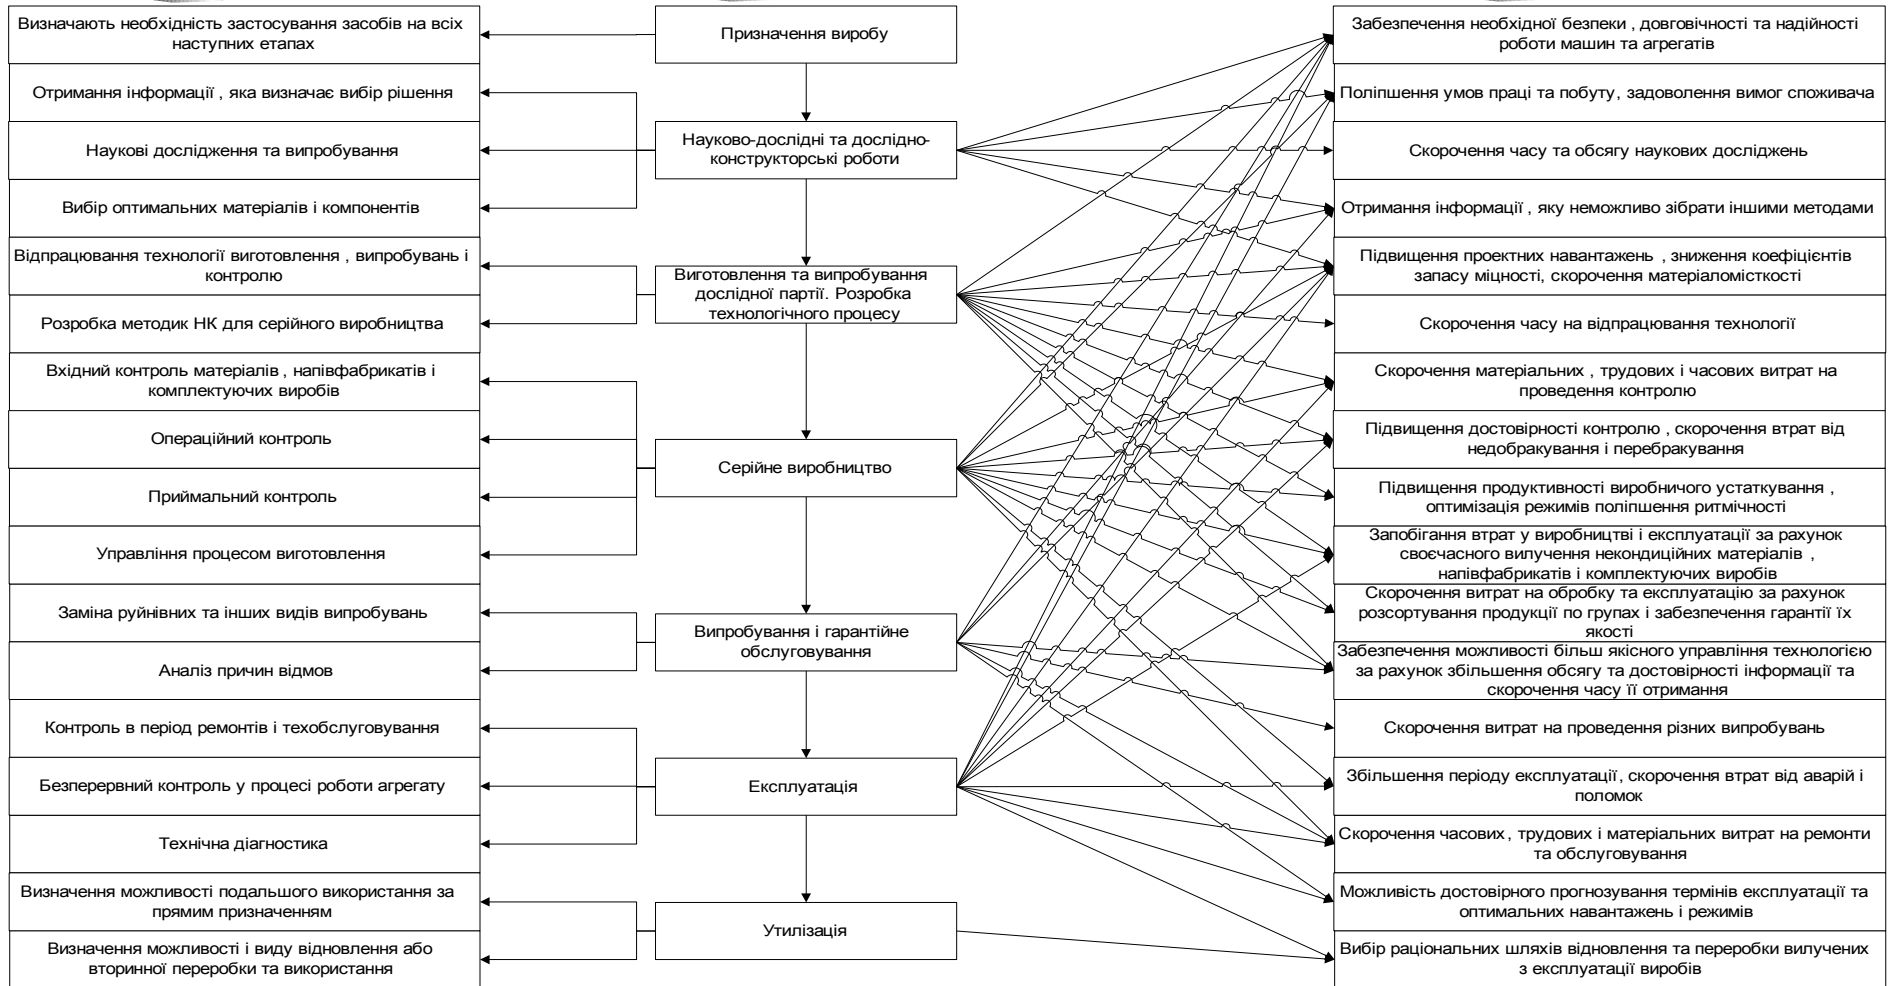 Визначають необхідність застосування засобів на всіх
наступних етапах
Отримання інформації , яка визначає вибір рішення
Наукові дослідження та випробування
Вибір оптимальних матеріалів і компонентів
Відпрацювання технології виготовлення , випробувань і
контролю
Розробка методик НК для серійного виробництва
Вхідний контроль матеріалів , напівфабрикатів і
комплектуючих виробів
Операційний контроль
Приймальний контроль
Управління процесом виготовлення
Заміна руйнівних та інших видів випробувань
Аналіз причин відмов
Контроль в період ремонтів і техобслуговування
Безперервний контроль у процесі роботи агрегату
Технічна діагностика
Визначення можливості подальшого використання за
прямим призначенням
Визначення можливості і виду відновлення або
вторинної переробки та використання
Призначення виробу
Науково-дослідні та дослідно-
конструкторські роботи
Виготовлення та випробування
дослідної партії. Розробка
технологічного процесу
Серійне виробництво
Випробування і гарантійне
обслуговування
Експлуатація
Утилізація
Забезпечення необхідної безпеки , довговічності та надійності
роботи машин та агрегатів
Поліпшення умов праці та побуту, задоволення вимог споживача
Скорочення часу та обсягу наукових досліджень
Отримання інформації , яку неможливо зібрати іншими методами
Підвищення проектних навантажень , зниження коефіцієнтів
запасу міцності, скорочення матеріаломісткості
Скорочення часу на відпрацювання технології
Скорочення матеріальних , трудових і часових витрат на
проведення контролю
Підвищення достовірності контролю , скорочення втрат від
недобракування і перебракування
Підвищення продуктивності виробничого устаткування ,
оптимізація режимів поліпшення ритмічності
Запобігання втрат у виробництві і експлуатації за рахунок
своєчасного вилучення некондиційних матеріалів ,
напівфабрикатів і комплектуючих виробів
Скорочення витрат на обробку та експлуатацію за рахунок
розсортування продукції по групах і забезпечення гарантії їх
якості
Забезпечення можливості більш якісного управління технологією
за рахунок збільшення обсягу та достовірності інформації та
скорочення часу її отримання
Скорочення витрат на проведення різних випробувань
Збільшення періоду експлуатації, скорочення втрат від аварій і
поломок
Скорочення часових, трудових і матеріальних витрат на ремонти
та обслуговування
Можливість достовірного прогнозування термінів експлуатації та
оптимальних навантажень і режимів
Вибір раціональних шляхів відновлення та переробки вилучених
з експлуатації виробів